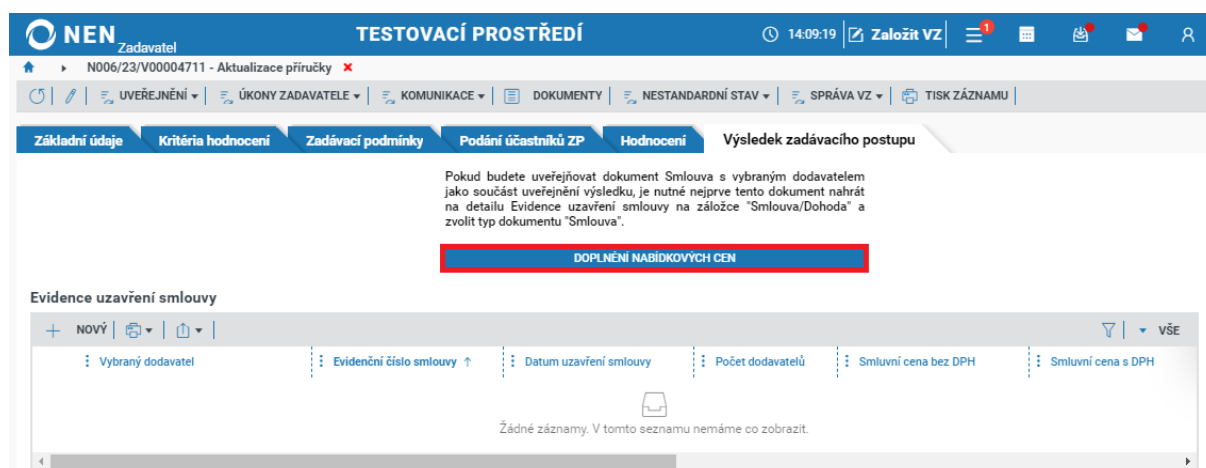 NEN Zadavatel
TESTOVACÍ PROSTŘEDÍ
14:09:19
Založit VZ
1
N006/23/V00004711 - Aktualizace příručky
UVEŘEJNĚNÍ
ÚKONY ZADAVATELE
KOMUNIKACE
DOKUMENTY
NESTANDARDNÍ STAV
SPRÁVA VZ
TISK ZÁZNAMU
Základní údaje
Kritéria hodnocení
Zadávací podmínky
Podání účastníků ZP
Hodnocení
Výsledek zadávacího postupu
Pokud budete uveřejňovat dokument Smlouva s vybraným dodavatelem
jako součást uveřejnění výsledku, je nutné nejprve tento dokument nahrát
na detailu Evidence uzavření smlouvy na záložce "Smlouva/Dohoda" a
zvolit typ dokumentu "Smlouva".
DOPLNĚNÍ NABÍDKOVÝCH CEN
Evidence uzavření smlouvy
NOVÝ
VŠE
Vybraný dodavatel
Evidenční číslo smlouvy
Datum uzavření smlouvy
Počet dodavatelů
Smluvní cena bez DPH
Smluvní cena s DPH
Žádné záznamy. V tomto seznamu nemáme co zobrazit.